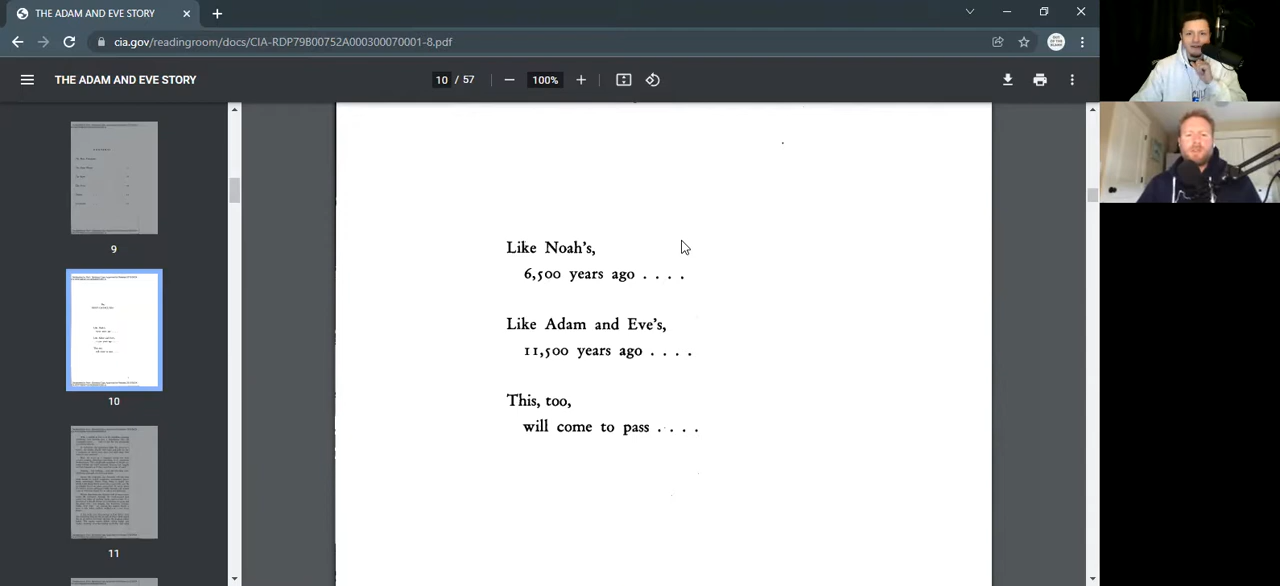 THE ADAM AND EVE STORY
cia.gov/readingroom/docs/CIA-RDP79B00752A000300070001-8.pdf
THE ADAM AND EVE STORY
10 / 57
100%
9
10
11
Like Noah's,
6,500 years ago . . . .
Like Adam and Eve's,
11,500 years ago . . . .
This, too,
will come to pass . . . .